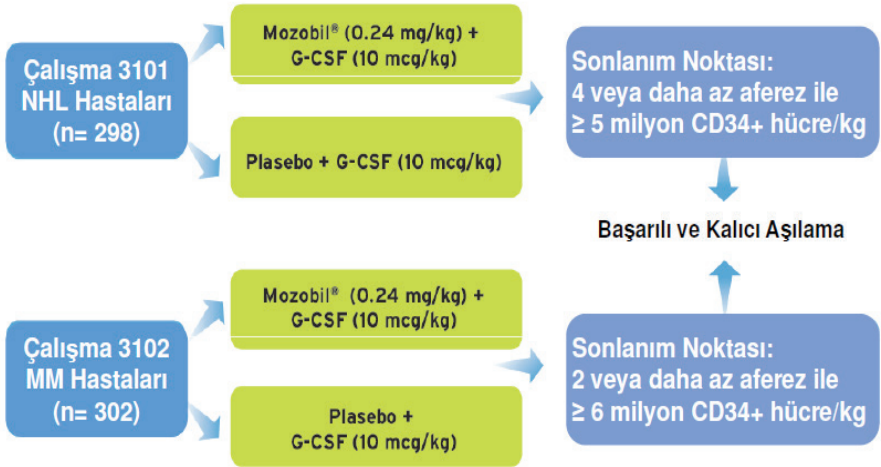 Çalışma 3101
NHL Hastaları
(n= 298)
Mozobil® (0.24 mg/kg) +
G-CSF (10 mcg/kg)
Plasebo + G-CSF (10 mcg/kg)
Sonlanım Noktası:
4 veya daha az aferez ile
≥ 5 milyon CD34+ hücre/kg
Başarılı ve Kalıcı Aşılama
Çalışma 3102
MM Hastaları
(n= 302)
Mozobil® (0.24 mg/kg) +
G-CSF (10 mcg/kg)
Plasebo +
G-CSF (10 mcg/kg)
Sonlanım Noktası:
2 veya daha az aferez ile
≥ 6 milyon CD34+ hücre/kg